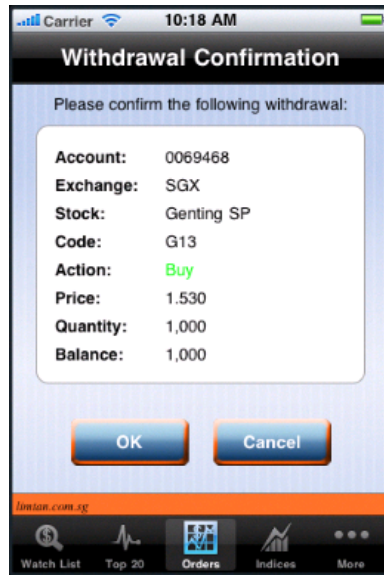 Carrier 10:18 AM
Withdrawal Confirmation
Please confirm the following withdrawal:
Account: 0069468
Exchange: SGX
Stock: Genting SP
Code: G13
Action: Buy
Price: 1.530
Quantity: 1,000
Balance: 1,000
OK Cancel
limtan.com.sg
Watch List Top 20 Orders Indices More